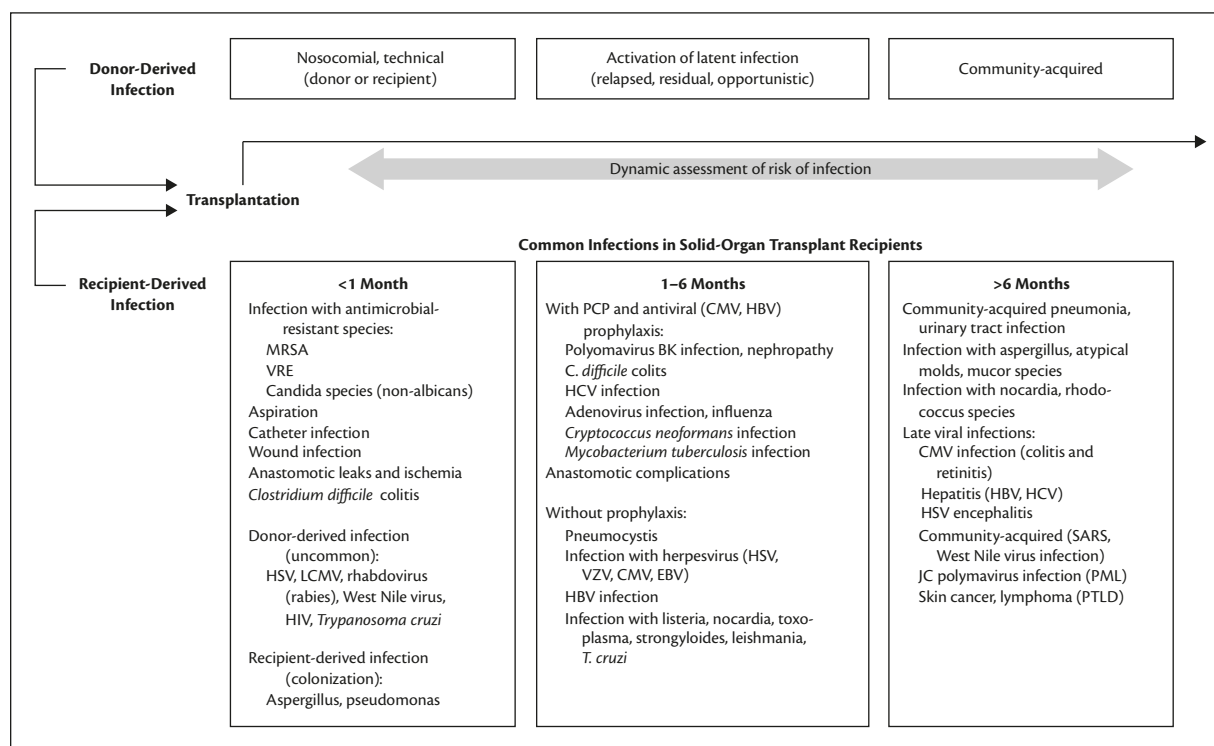 Donor-Derived
Infection
Nosocomial, technical
(donor or recipient)
Activation of latent infection
(relapsed, residual, opportunistic)
Community-acquired
Dynamic assessment of risk of infection
Transplantation
Common Infections in Solid-Organ Transplant Recipients
Recipient-Derived
Infection
<1 Month
Infection with antimicrobial-
resistant species:
MRSA
VRE
Candida species (non-albicans)
Aspiration
Catheter infection
Wound infection
Anastomotic leaks and ischemia
Clostridium difficile colitis
Donor-derived infection
(uncommon):
HSV, LCMV, rhabdovirus
(rabies), West Nile virus,
HIV, Trypanosoma cruzi
Recipient-derived infection
(colonization):
Aspergillus, pseudomonas
1–6 Months
With PCP and antiviral (CMV, HBV)
prophylaxis:
Polyomavirus BK infection, nephropathy
C. difficile colits
HCV infection
Adenovirus infection, influenza
Cryptococcus neoformans infection
Mycobacterium tuberculosis infection
Anastomotic complications
Without prophylaxis:
Pneumocystis
Infection with herpesvirus (HSV,
VZV, CMV, EBV)
HBV infection
Infection with listeria, nocardia, toxo-
plasma, strongyloides, leishmania,
T. cruzi
>6 Months
Community-acquired pneumonia,
urinary tract infection
Infection with aspergillus, atypical
molds, mucor species
Infection with nocardia, rhodo-
coccus species
Late viral infections:
CMV infection (colitis and
retinitis)
Hepatitis (HBV, HCV)
HSV encephalitis
Community-acquired (SARS,
West Nile virus infection)
JC polymavirus infection (PML)
Skin cancer, lymphoma (PTLD)